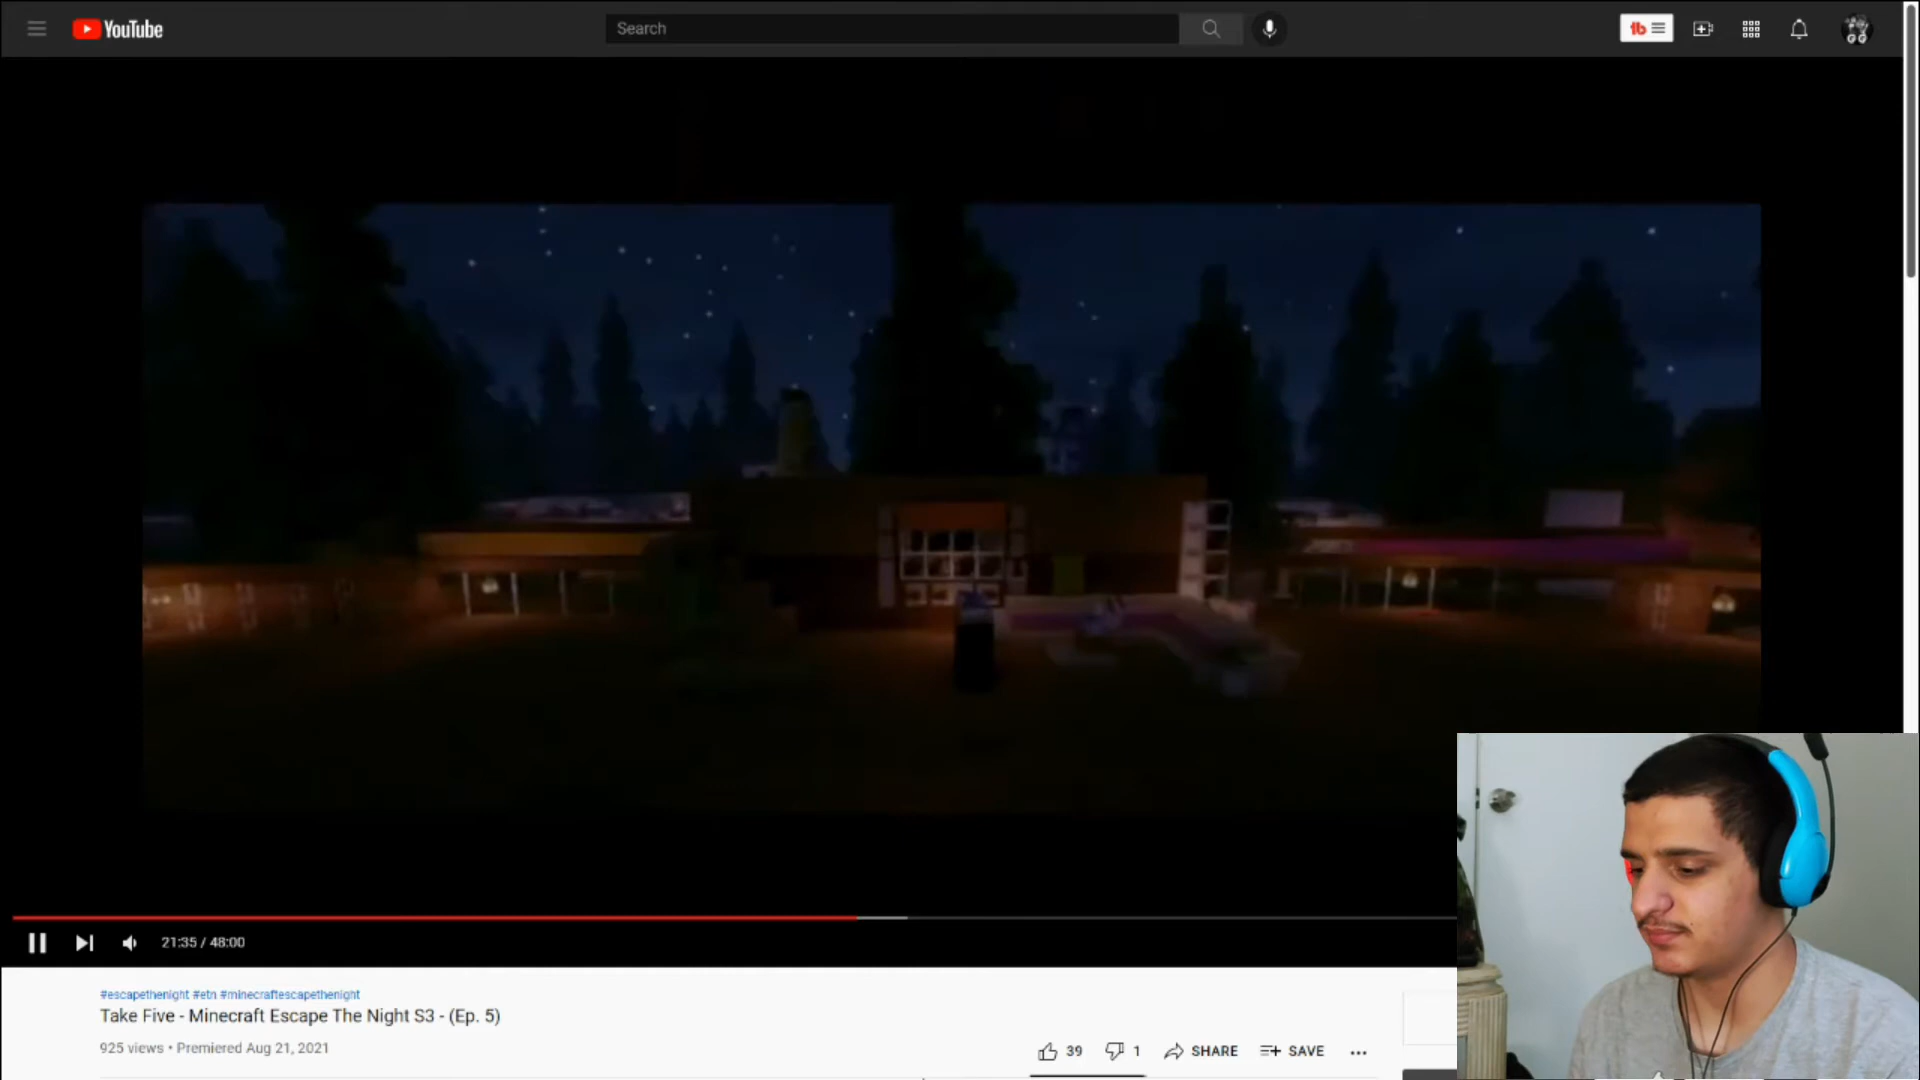 YouTube
Search
21:35 / 48:00
#escapethenight #etn #minecraftescapethenight
Take Five - Minecraft Escape The Night S3 - (Ep. 5)
925 views • Premiered Aug 21, 2021
39
1
SHARE
SAVE